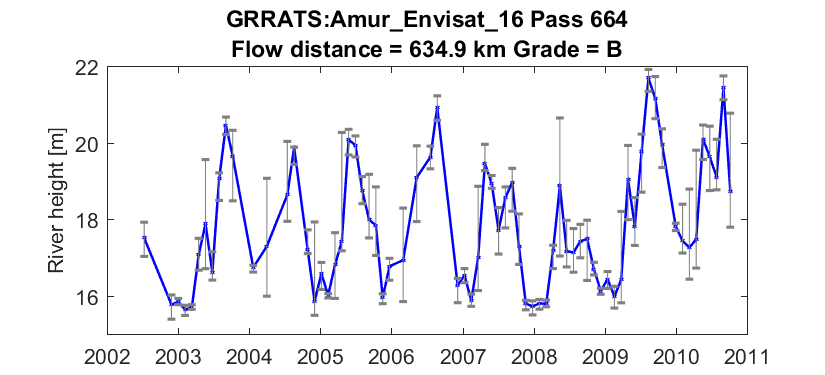 GRRATS:Amur_Envisat_16 Pass 664
Flow distance = 634.9 km Grade = B
River height [m]
22
20
18
16
2002 2003 2004 2005 2006 2007 2008 2009 2010 2011